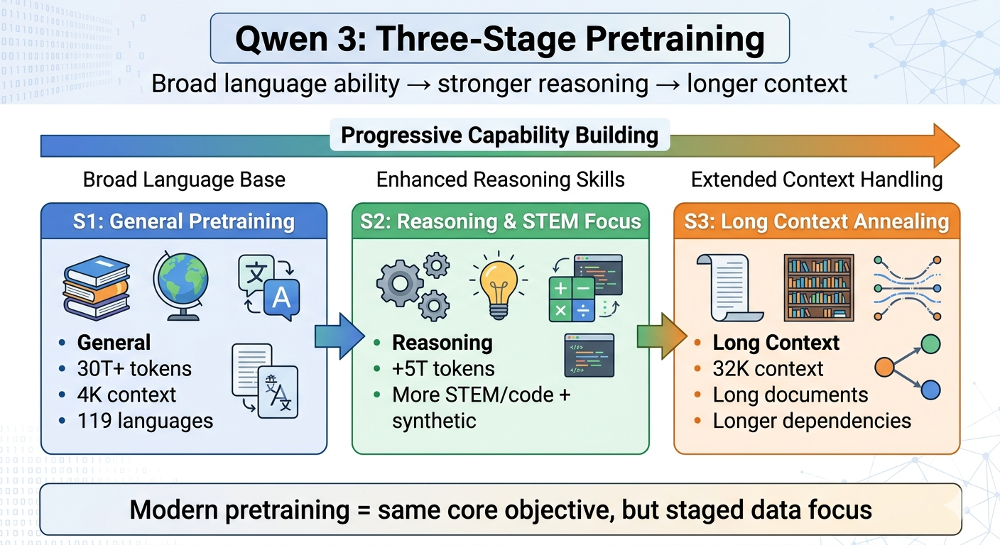 Qwen 3: Three-Stage Pretraining
Broad language ability → stronger reasoning → longer context
Progressive Capability Building
Broad Language Base
Enhanced Reasoning Skills
Extended Context Handling
S1: General Pretraining
文
A
• General
• 30T+ tokens
• 4K context
• 119 languages
S2: Reasoning & STEM Focus
+ −
× ÷
</>
• Reasoning
• +5T tokens
• More STEM/code +
synthetic
S3: Long Context Annealing
• Long Context
• 32K context
• Long documents
• Longer dependencies
Modern pretraining = same core objective, but staged data focus